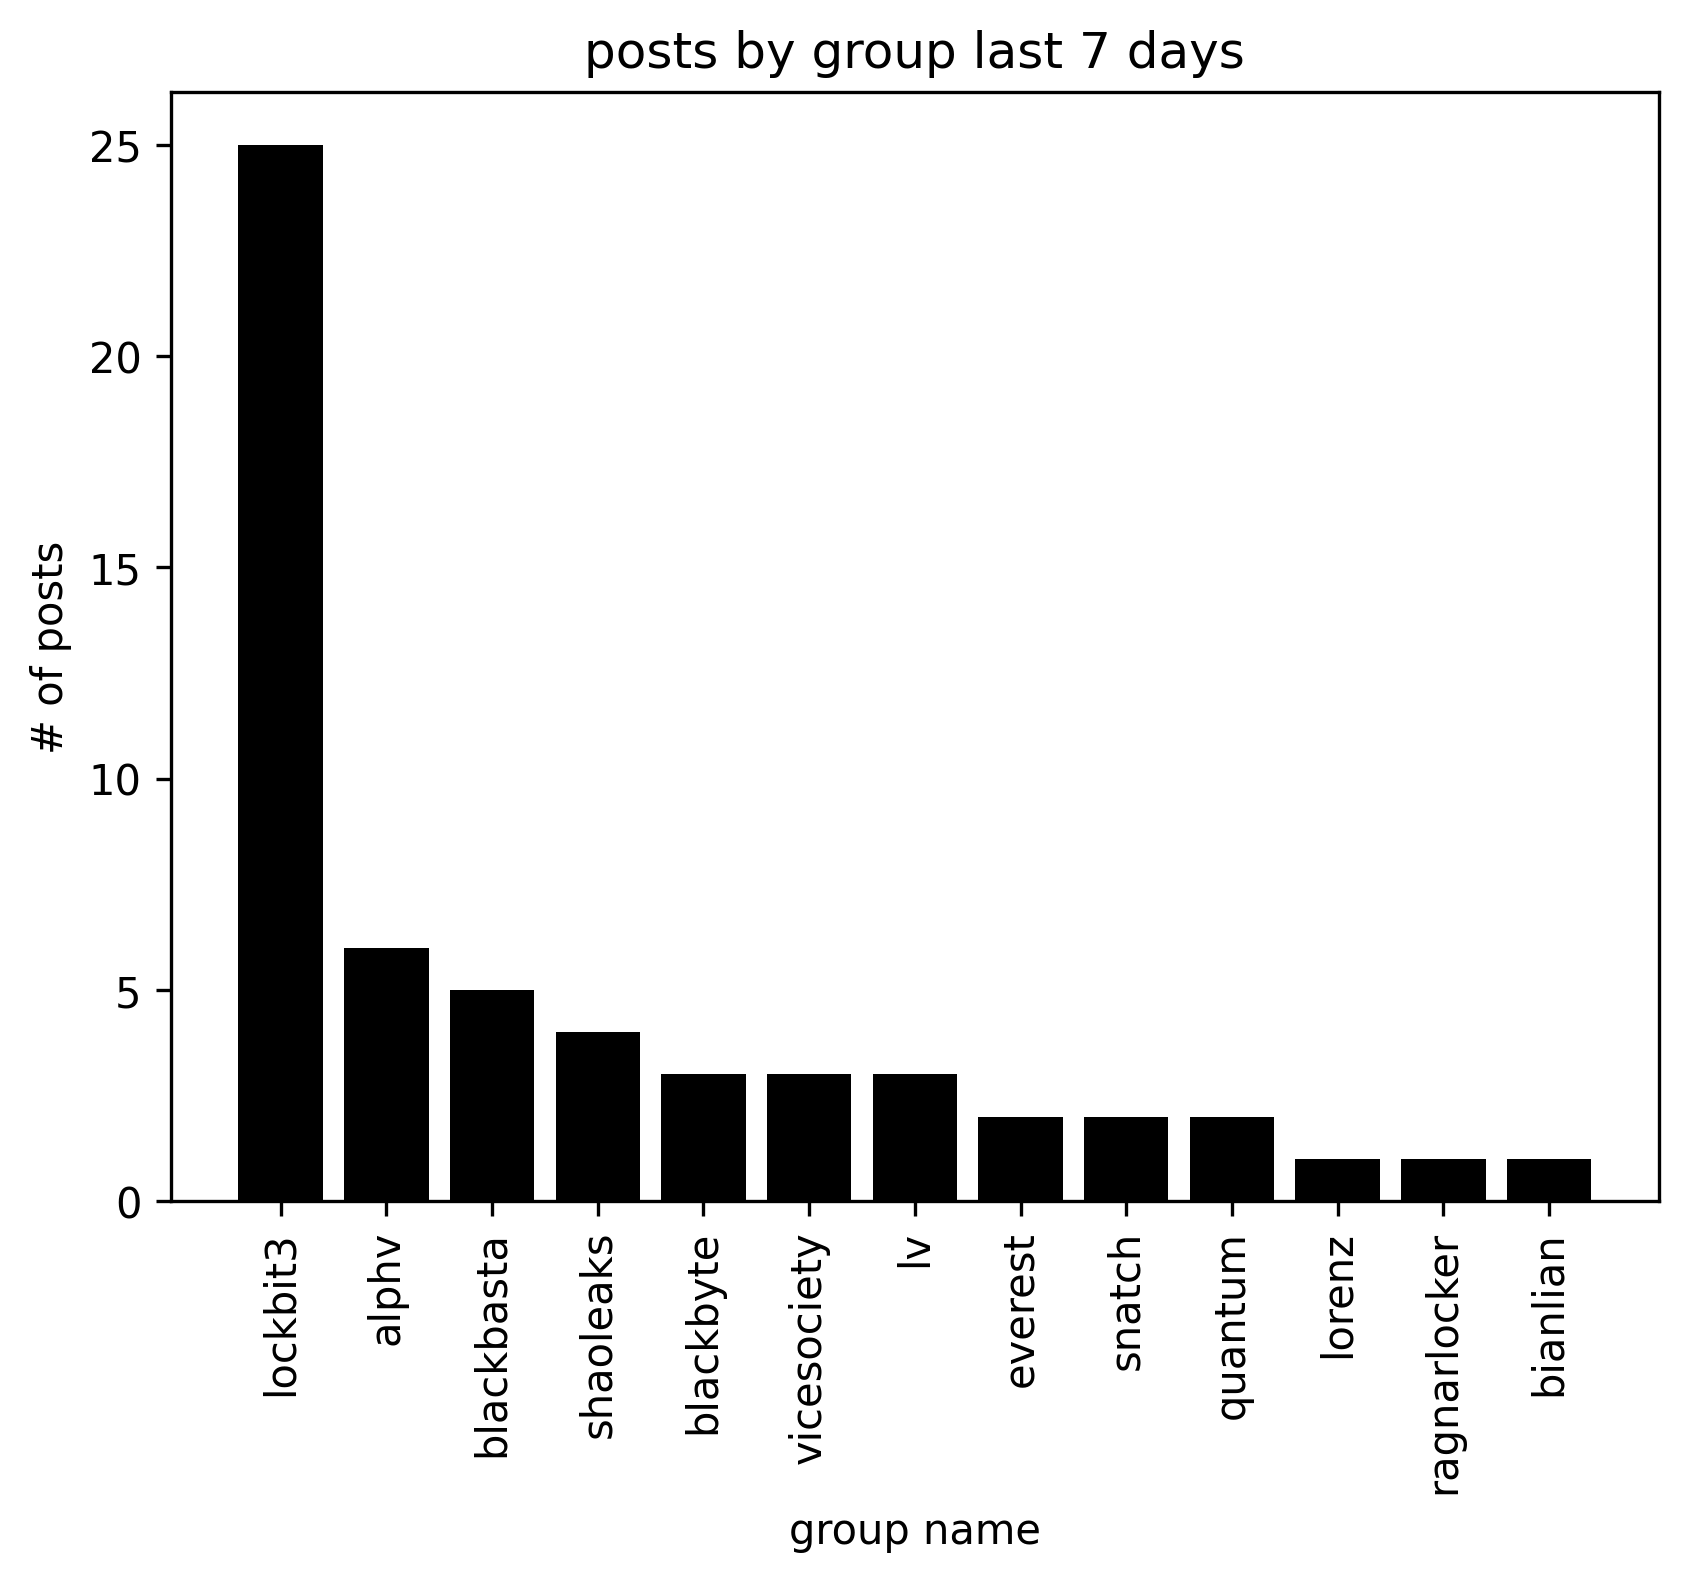 posts by group last 7 days
25
20
15
10
5
0
# of posts
lockbit3
alphv
blackbasta
shaoleaks
blackbyte
vicesociety
lv
everest
snatch
quantum
lorenz
ragnarlocker
bianlian
group name